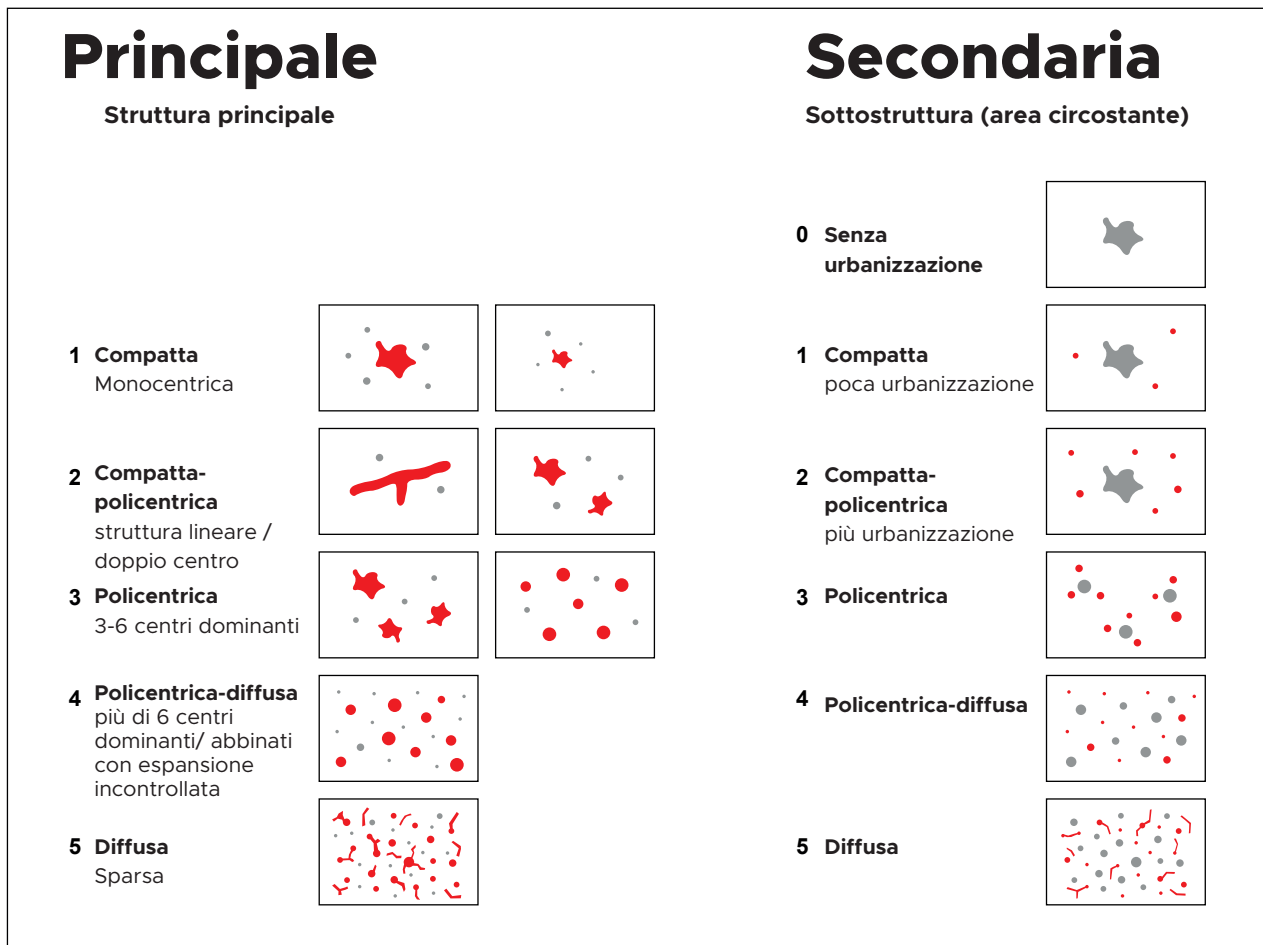 Principale
Struttura principale
1 Compatta
Monocentrica
2 Compatta-
policentrica
struttura lineare /
doppio centro
3 Policentrica
3-6 centri dominanti
4 Policentrica-diffusa
più di 6 centri
dominanti/ abbinati
con espansione
incontrollata
5 Diffusa
Sparsa
Secondaria
Sottostruttura (area circostante)
0 Senza
urbanizzazione
1 Compatta
poca urbanizzazione
2 Compatta-
policentrica
più urbanizzazione
3 Policentrica
4 Policentrica-diffusa
5 Diffusa